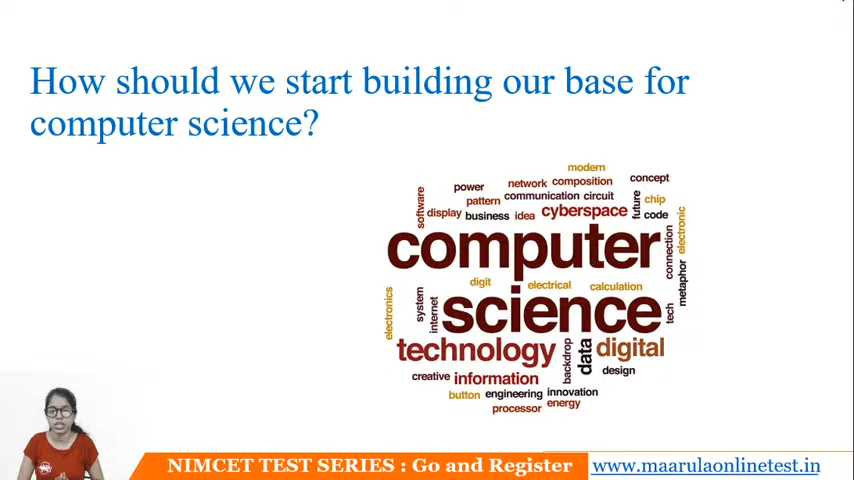 How should we start building our base for
computer science?
modern
power network composition concept
software pattern communication circuit future chip
display business idea cyberspace code
computer
connection electronic
digit electrical calculation metaphor
electronics system internet science tech
technology backdrop data digital
creative information design
button engineering innovation
processor energy
NIMCET TEST SERIES : Go and Register www.maarulaonlinetest.in